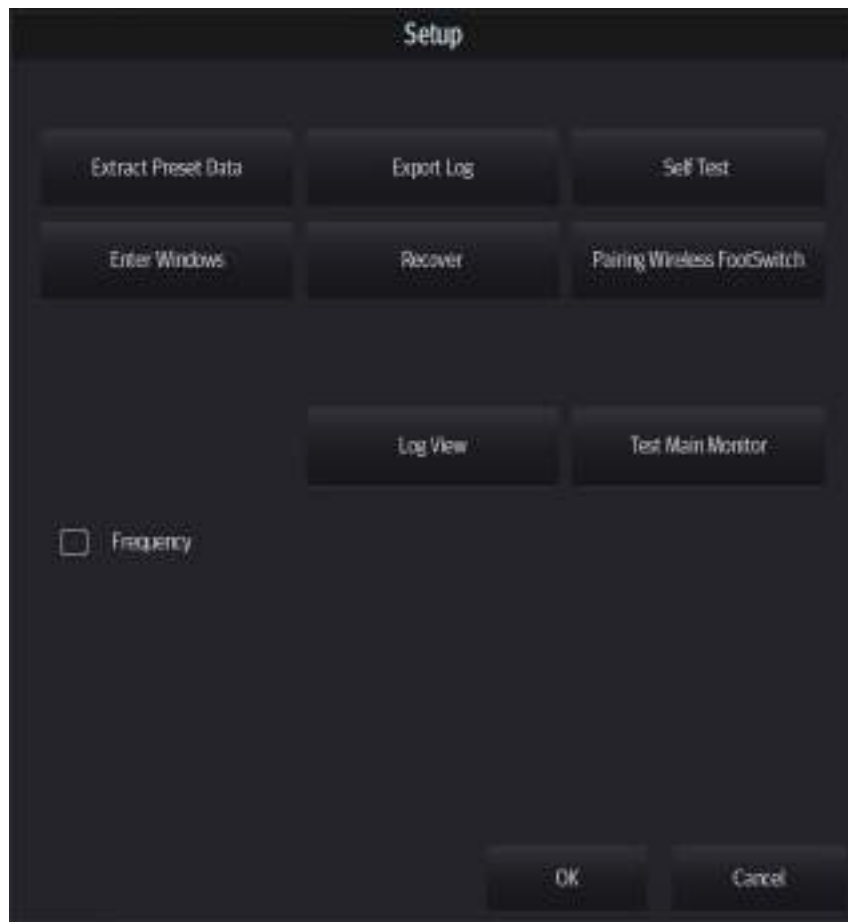 Setup
Extract Preset Data Export Log Self Test
Enter Windows Recover Pairing Wireless FootSwitch
Log View Test Main Monitor
Frequency
OK Cancel